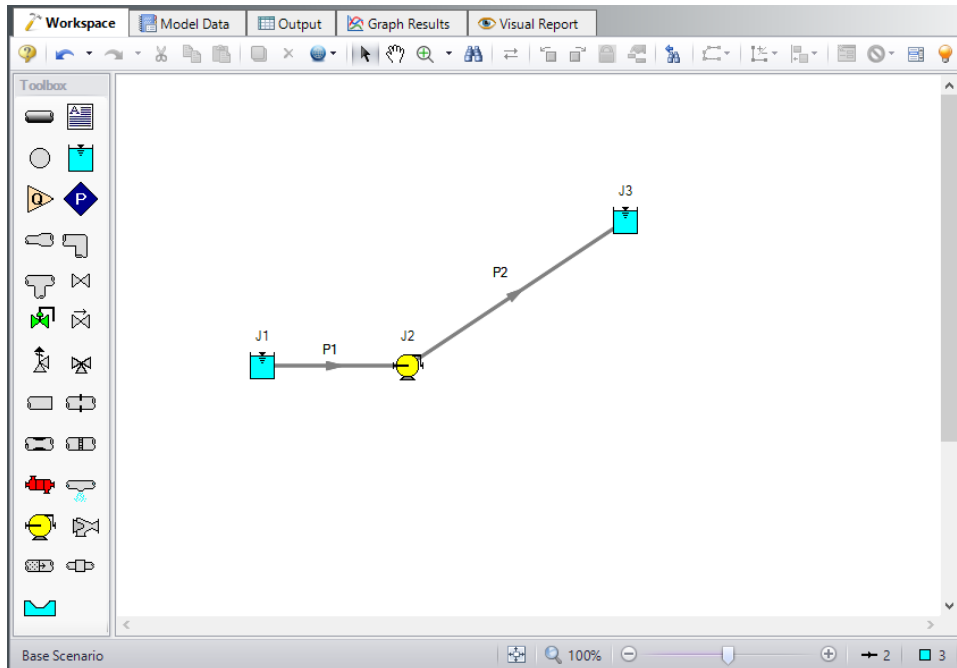 Workspace Model Data Output Graph Results Visual Report
Toolbox
A
Q P
J3
P2
J1 J2
P1
Base Scenario 100% 2 3